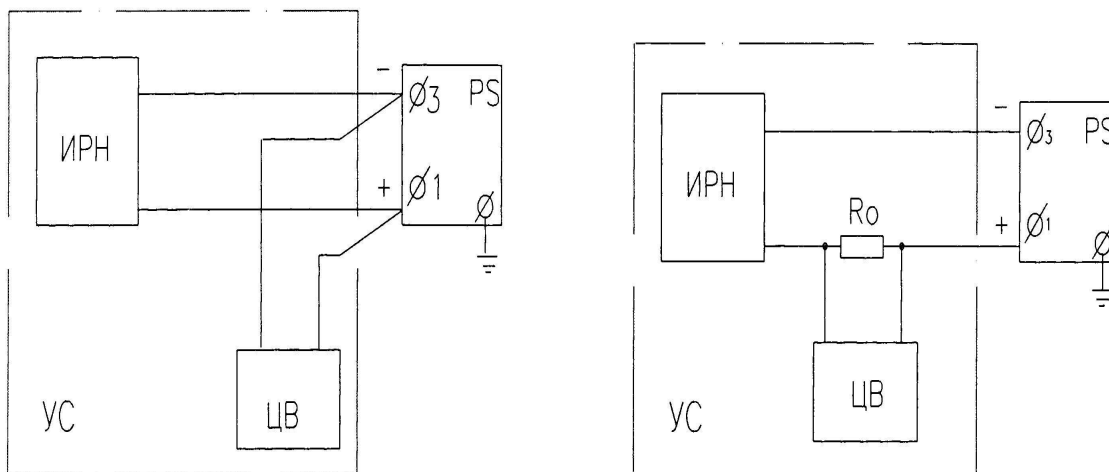 ИРН
- Ø3 PS
+ Ø1
Ø
УС
ЦВ
ИРН
- Ø3 PS
Ro
+ Ø1
Ø
УС
ЦВ